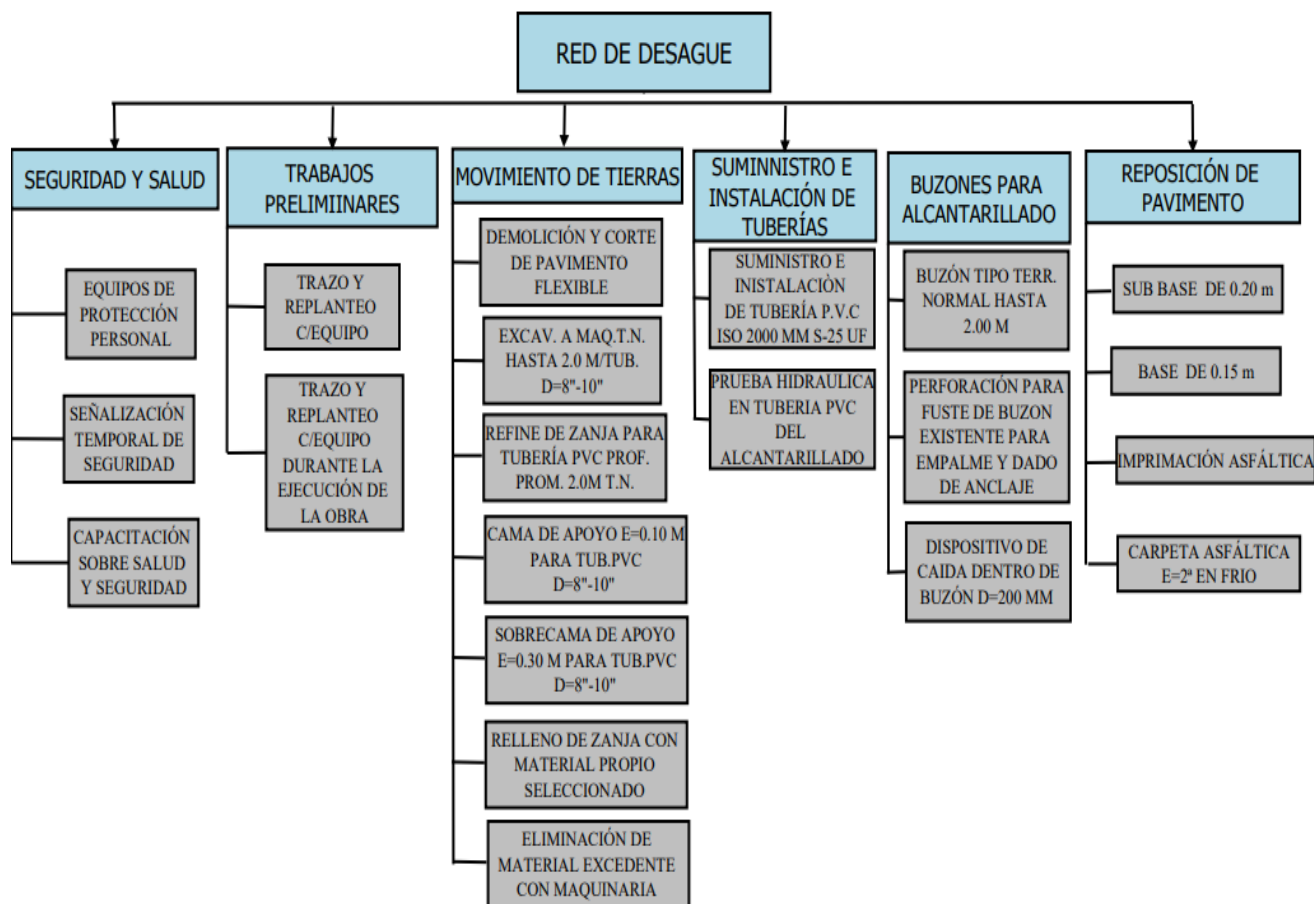 RED DE DESAGUE
SEGURIDAD Y SALUD
EQUIPOS DE
PROTECCIÓN
PERSONAL
SEÑALIZACIÓN
TEMPORAL DE
SEGURIDAD
CAPACITACIÓN
SOBRE SALUD
Y SEGURIDAD
TRABAJOS
PRELIMIINARES
TRAZO Y
REPLANTEO
C/EQUIPO
TRAZO Y
REPLANTEO
C/EQUIPO
DURANTE LA
EJECUCIÓN DE
LA OBRA
MOVIMIENTO DE TIERRAS
DEMOLICIÓN Y CORTE
DE PAVIMENTO
FLEXIBLE
EXCAV. A MAQ.T.N.
HASTA 2.0 M/TUB.
D=8"-10"
REFINE DE ZANJA PARA
TUBERÍA PVC PROF.
PROM. 2.0M T.N.
CAMA DE APOYO E=0.10 M
PARA TUB.PVC
D=8"-10"
SOBRECAMA DE APOYO
E=0.30 M PARA TUB.PVC
D=8"-10"
RELLENO DE ZANJA CON
MATERIAL PROPIO
SELECCIONADO
ELIMINACIÓN DE
MATERIAL EXCEDENTE
CON MAQUINARIA
SUMINNISTRO E
INSTALACIÓN DE
TUBERÍAS
SUMINISTRO E
INISTALACIÒN
DE TUBERÍA P.V.C
ISO 2000 MM S-25 UF
PRUEBA HIDRAULICA
EN TUBERIA PVC
DEL
ALCANTARILLADO
BUZONES PARA
ALCANTARILLADO
BUZÓN TIPO TERR.
NORMAL HASTA
2.00 M
PERFORACIÓN PARA
FUSTE DE BUZON
EXISTENTE PARA
EMPALME Y DADO
DE ANCLAJE
DISPOSITIVO DE
CAIDA DENTRO DE
BUZÓN D=200 MM
REPOSICIÓN DE
PAVIMENTO
SUB BASE DE 0.20 m
BASE DE 0.15 m
IMPRIMACIÓN ASFÁLTICA
CARPETA ASFÁLTICA
E=2ª EN FRIO